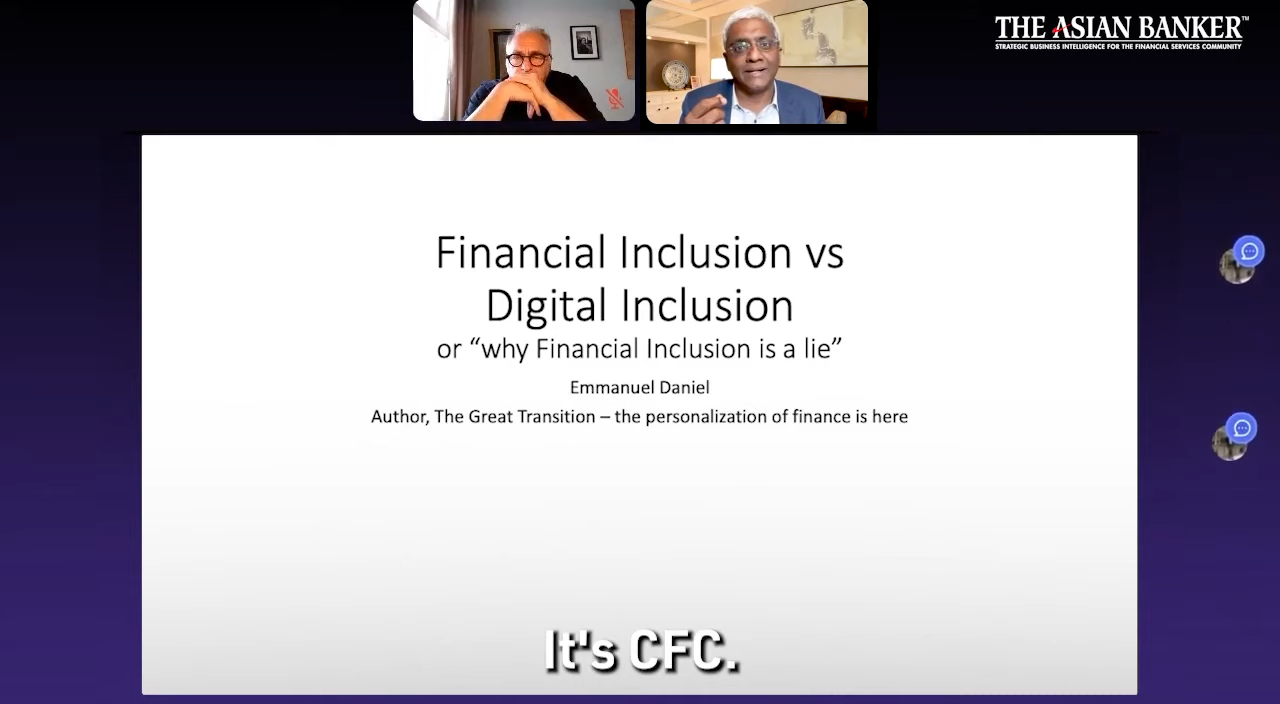 THE ASIAN BANKER™
STRATEGIC BUSINESS INTELLIGENCE FOR THE FINANCIAL SERVICES COMMUNITY
Financial Inclusion vs
Digital Inclusion
or “why Financial Inclusion is a lie”
Emmanuel Daniel
Author, The Great Transition – the personalization of finance is here
It's CFC.